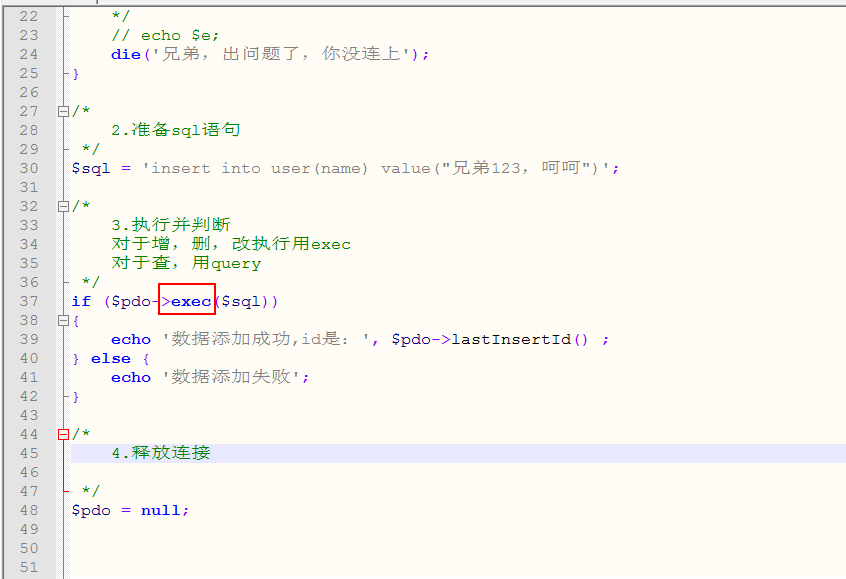 22 */
23 // echo $e;
24 die('兄弟，出问题了，你没连上');
25 }
26
27 /*
28 2.准备sql语句
29 */
30 $sql = 'insert into user(name) value("兄弟123，呵呵")';
31
32 /*
33 3.执行并判断
34 对于增，删，改执行用exec
35 对于查，用query
36 */
37 if ($pdo->exec($sql))
38 {
39 echo '数据添加成功,id是：', $pdo->lastInsertId() ;
40 } else {
41 echo '数据添加失败';
42 }
43
44 /*
45 4.释放连接
46
47 */
48 $pdo = null;
49
50
51